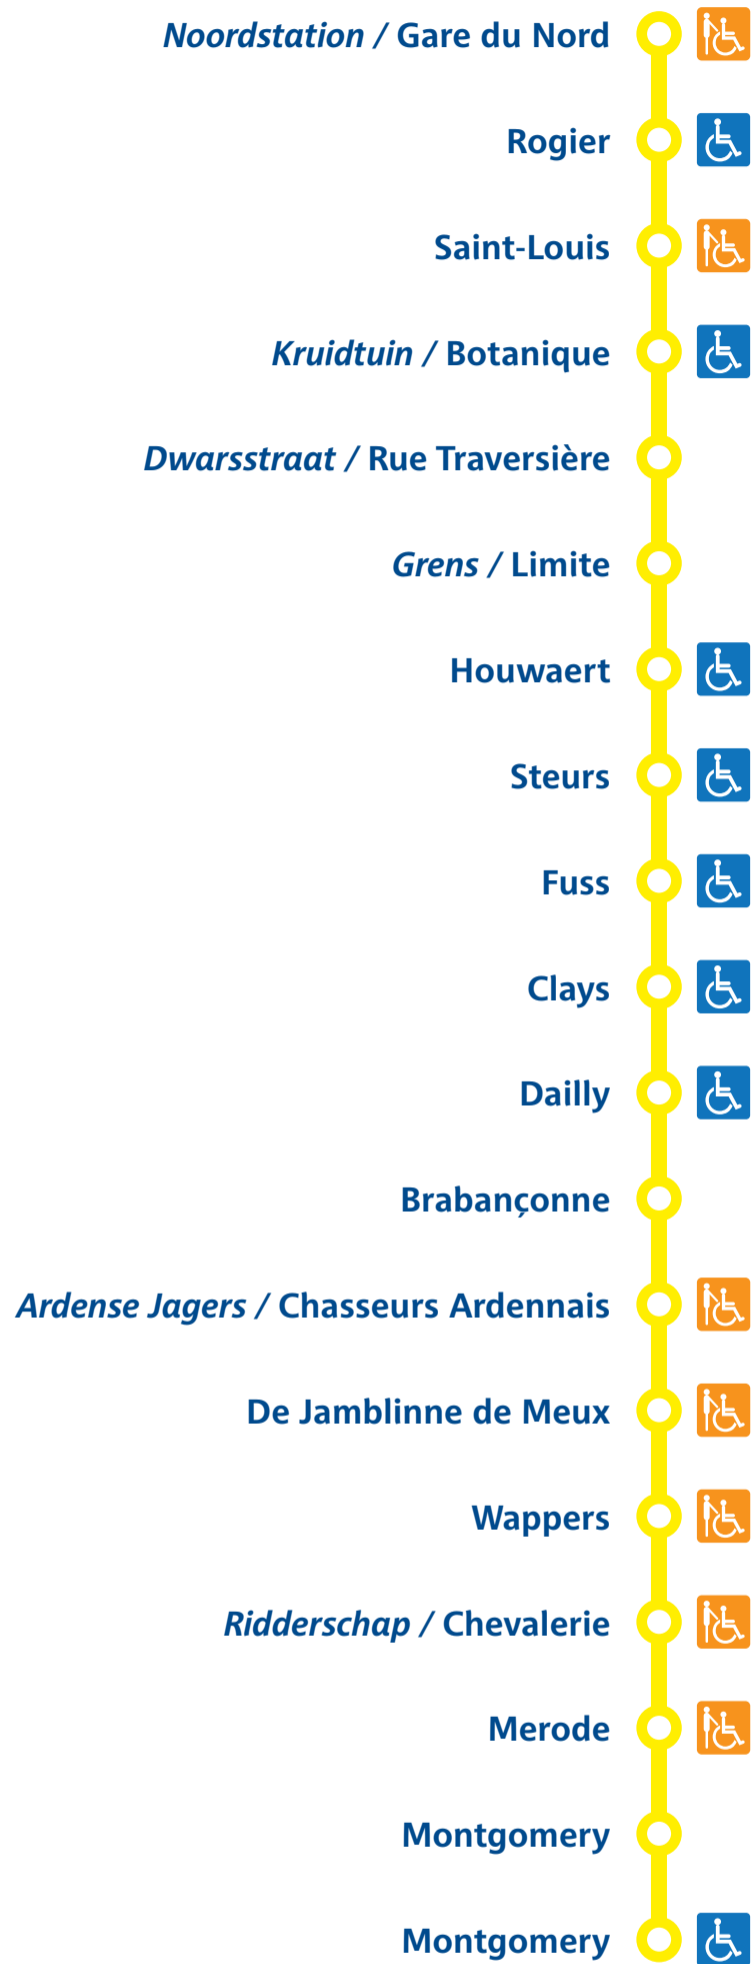 Noordstation / Gare du Nord
Rogier
Saint-Louis
Kruidtuin / Botanique
Dwarsstraat / Rue Traversière
Grens / Limite
Houwaert
Steurs
Fuss
Clays
Dailly
Brabançonne
Ardense Jagers / Chasseurs Ardennais
De Jamblinne de Meux
Wappers
Ridderschap / Chevalerie
Merode
Montgomery
Montgomery